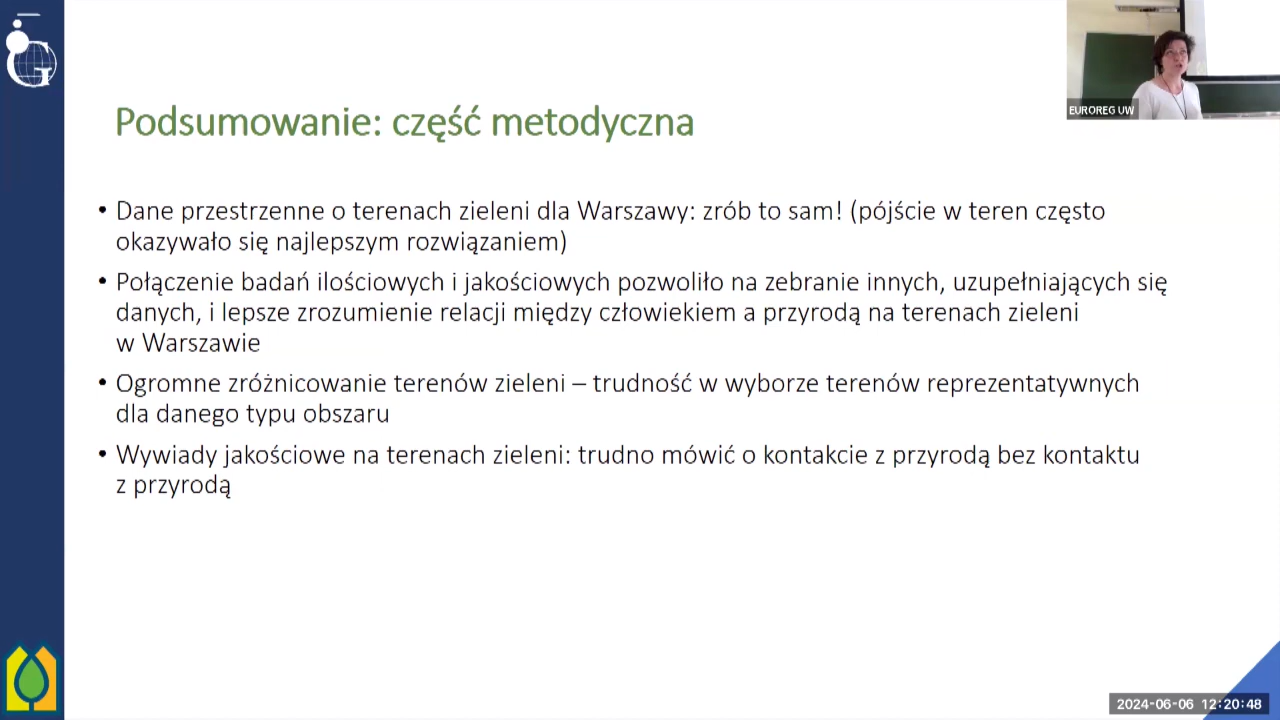 EUROREG UW
Podsumowanie: część metodyczna
• Dane przestrzenne o terenach zieleni dla Warszawy: zrób to sam! (pójście w teren często
okazywało się najlepszym rozwiązaniem)
• Połączenie badań ilościowych i jakościowych pozwoliło na zebranie innych, uzupełniających się
danych, i lepsze zrozumienie relacji między człowiekiem a przyrodą na terenach zieleni
w Warszawie
• Ogromne zróżnicowanie terenów zieleni – trudność w wyborze terenów reprezentatywnych
dla danego typu obszaru
• Wywiady jakościowe na terenach zieleni: trudno mówić o kontakcie z przyrodą bez kontaktu
z przyrodą
2024-06-06 12:20:48